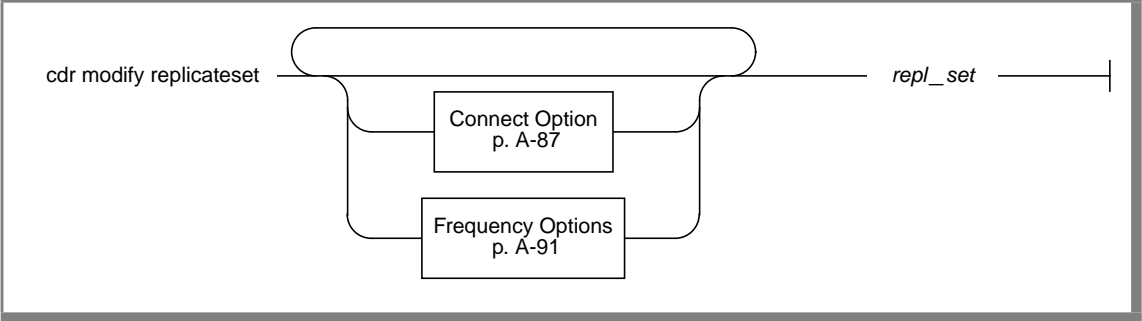 cdr modify replicateset
repl_set
Connect Option
p. A-87
Frequency Options
p. A-91